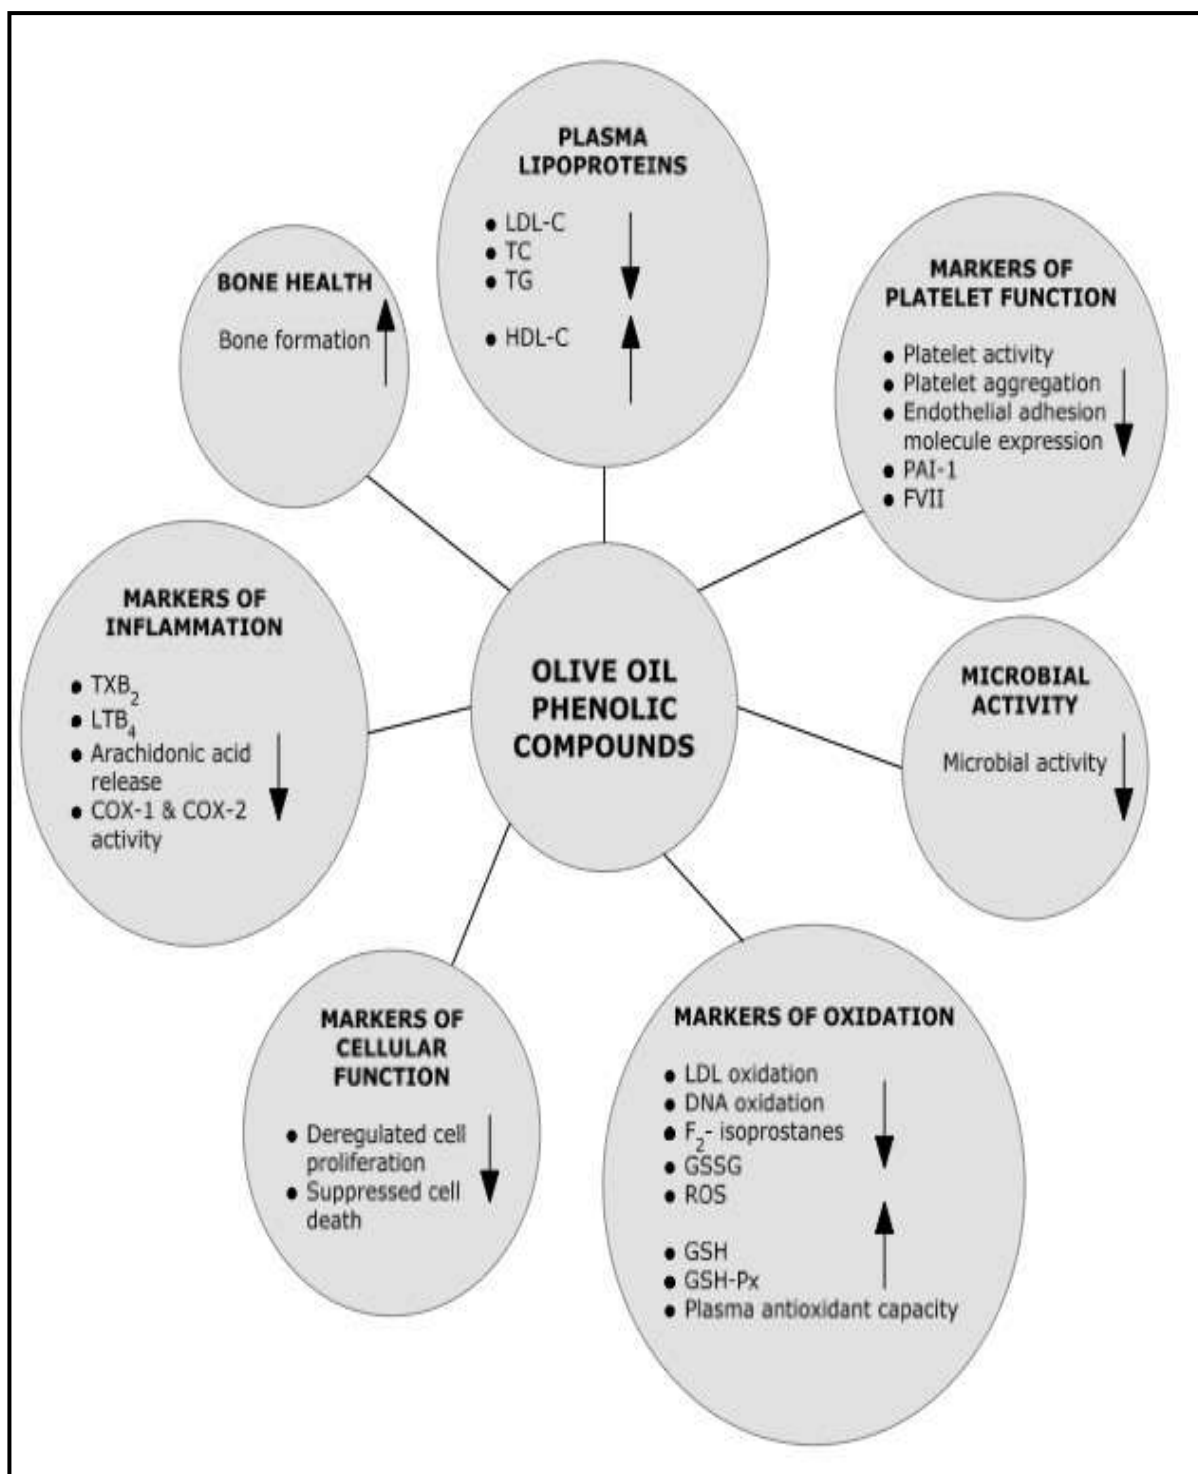 PLASMA
LIPOPROTEINS
● LDL-C
● TC
● TG
● HDL-C
BONE HEALTH
Bone formation
MARKERS OF
PLATELET FUNCTION
● Platelet activity
● Platelet aggregation
● Endothelial adhesion
molecule expression
● PAI-1
● FVII
MARKERS OF
INFLAMMATION
● TXB₂
● LTB₄
● Arachidonic acid
release
● COX-1 & COX-2
activity
OLIVE OIL
PHENOLIC
COMPOUNDS
MICROBIAL
ACTIVITY
Microbial activity
MARKERS OF
CELLULAR
FUNCTION
● Deregulated cell
proliferation
● Suppressed cell
death
MARKERS OF OXIDATION
● LDL oxidation
● DNA oxidation
● F₂- isoprostanes
● GSSG
● ROS
● GSH
● GSH-Px
● Plasma antioxidant capacity